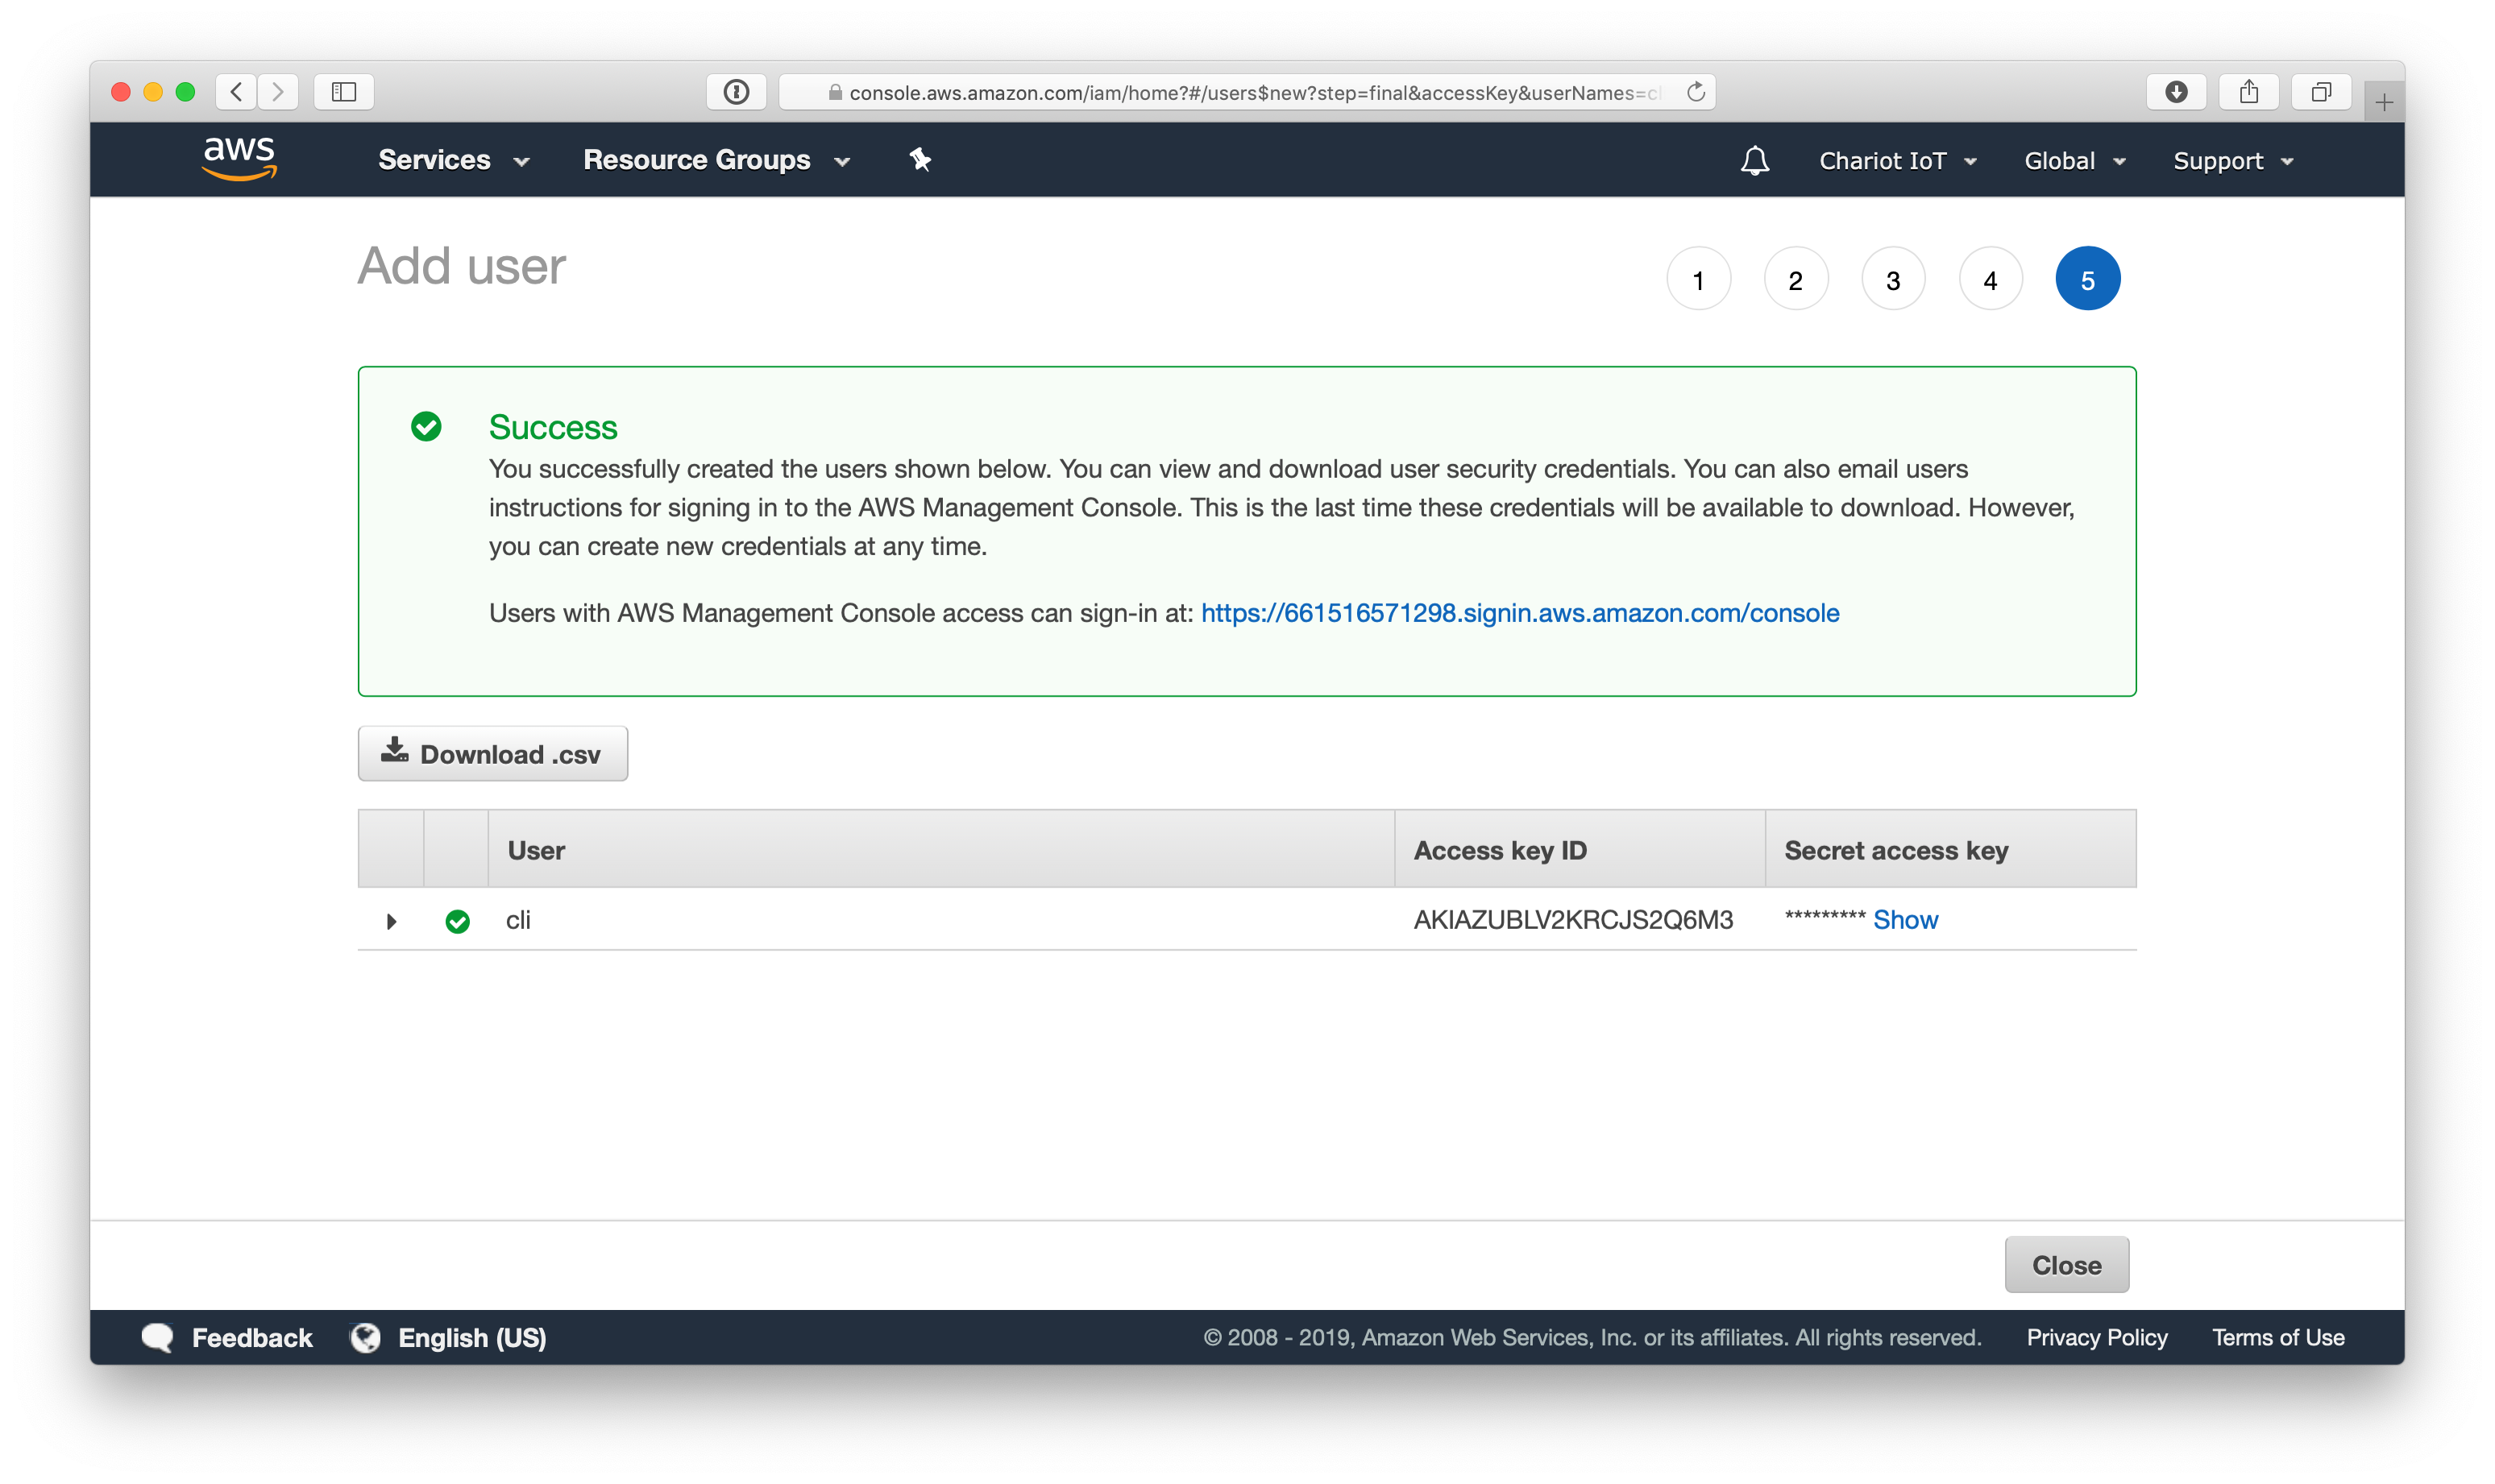 console.aws.amazon.com/iam/home?#/users$new?step=final&accessKey&userNames=c
aws Services Resource Groups Chariot IoT Global Support
Add user 1 2 3 4 5
Success
You successfully created the users shown below. You can view and download user security credentials. You can also email users
instructions for signing in to the AWS Management Console. This is the last time these credentials will be available to download. However,
you can create new credentials at any time.
Users with AWS Management Console access can sign-in at: https://661516571298.signin.aws.amazon.com/console
Download .csv
User Access key ID Secret access key
cli AKIAZUBLV2KRCJS2Q6M3 ********* Show
Close
Feedback English (US) © 2008 - 2019, Amazon Web Services, Inc. or its affiliates. All rights reserved. Privacy Policy Terms of Use